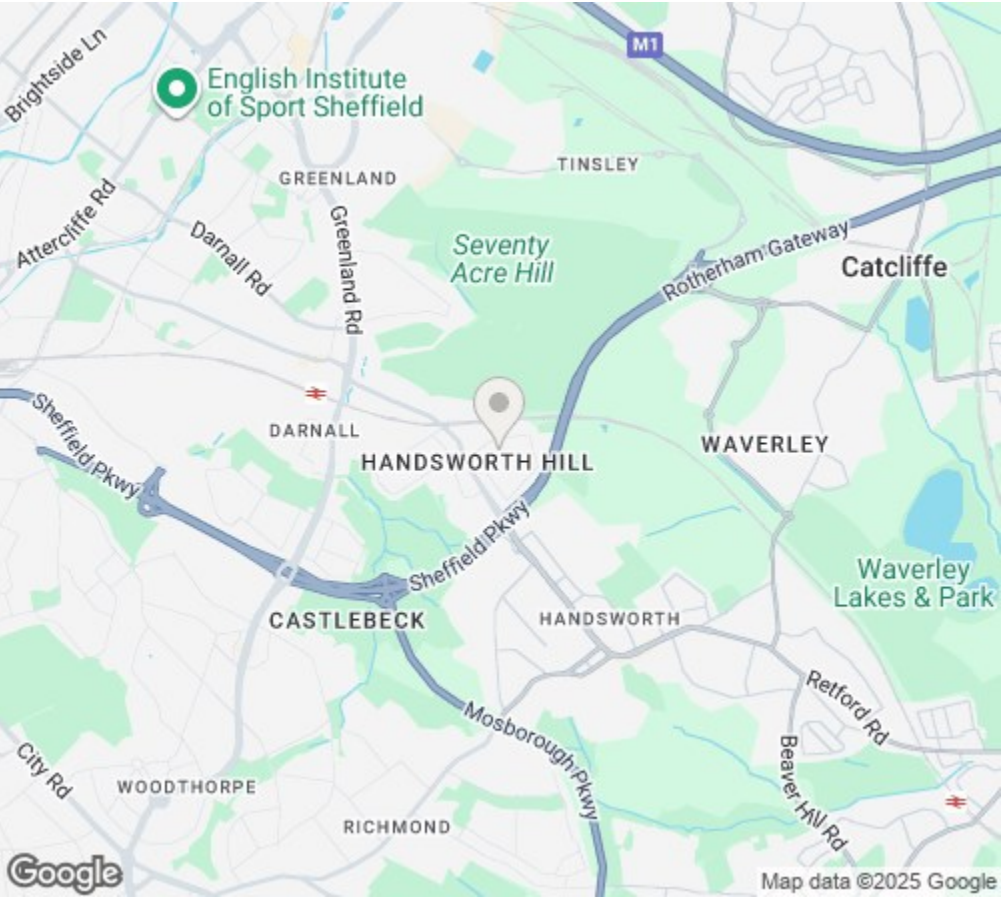 M1
Brightside Ln
English Institute
of Sport Sheffield
TINSLEY
GREENLAND
Attercliffe Rd
Darnall Rd
Greenland Rd
Seventy
Acre Hill
Rotherham Gateway
Catcliffe
Sheffield Pkwy
DARNALL
HANDSWORTH HILL
WAVERLEY
Sheffield Pkwy
Waverley
Lakes & Park
CASTLEBECK
HANDSWORTH
Retford Rd
Mosborough Pkwy
City Rd
Beaver Hill Rd
WOODTHORPE
RICHMOND
Google
Map data ©2025 Google